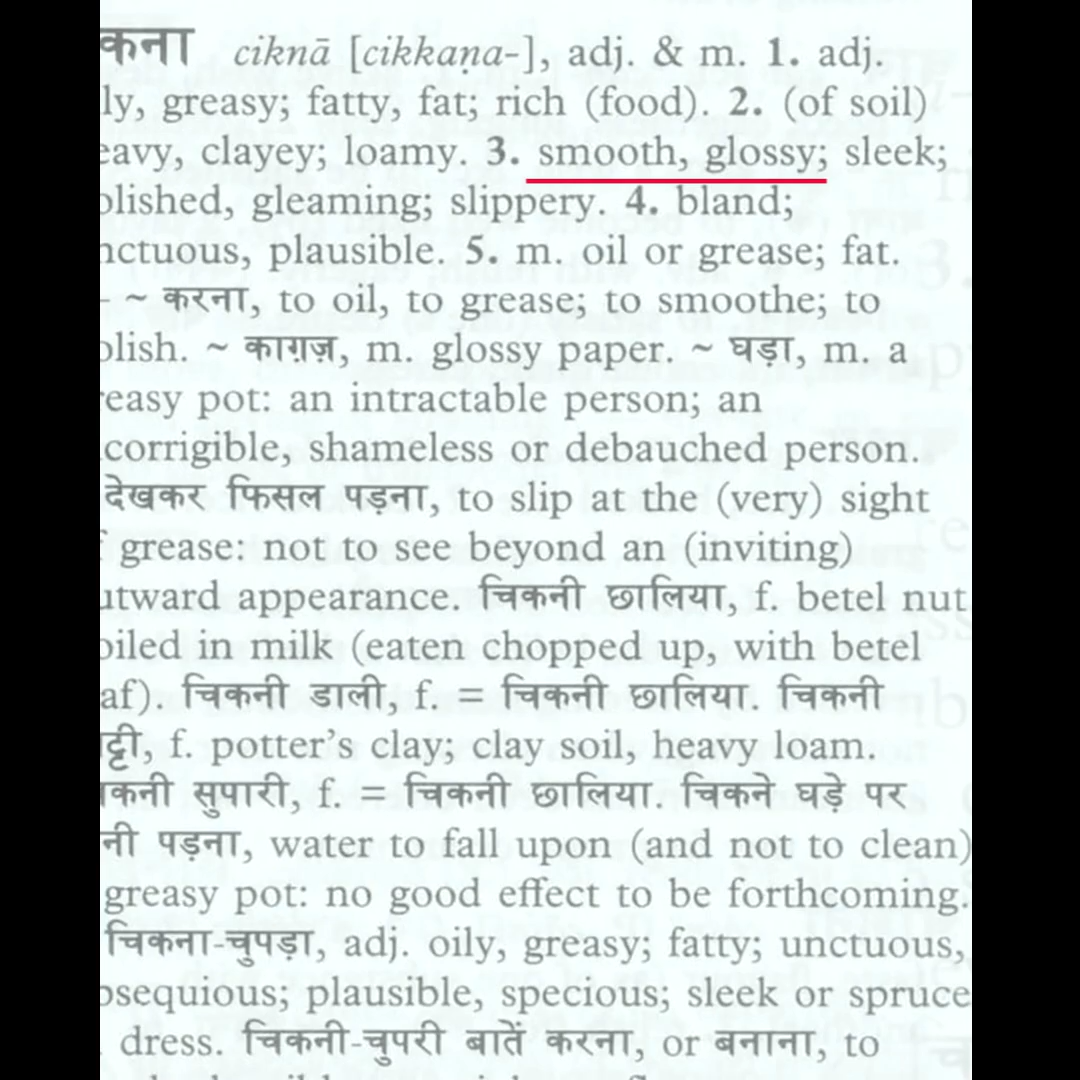 कना ciknā [cikkaṇa-], adj. & m. 1. adj.
ly, greasy; fatty, fat; rich (food). 2. (of soil)
eavy, clayey; loamy. 3. smooth, glossy; sleek;
olished, gleaming; slippery. 4. bland;
nctuous, plausible. 5. m. oil or grease; fat.
- ~ करना, to oil, to grease; to smoothe; to
olish. ~ काग़ज़, m. glossy paper. ~ घड़ा, m. a
easy pot: an intractable person; an
corrigible, shameless or debauched person.
देखकर फिसल पड़ना, to slip at the (very) sight
f grease: not to see beyond an (inviting)
utward appearance. चिकनी छालिया, f. betel nut
oiled in milk (eaten chopped up, with betel
af). चिकनी डाली, f. = चिकनी छालिया. चिकनी
ट्टी, f. potter's clay; clay soil, heavy loam.
कनी सुपारी, f. = चिकनी छालिया. चिकने घड़े पर
नी पड़ना, water to fall upon (and not to clean)
greasy pot: no good effect to be forthcoming.
चिकना-चुपड़ा, adj. oily, greasy; fatty; unctuous,
bsequious; plausible, specious; sleek or spruce
. dress. चिकनी-चुपरी बातें करना, or बनाना, to